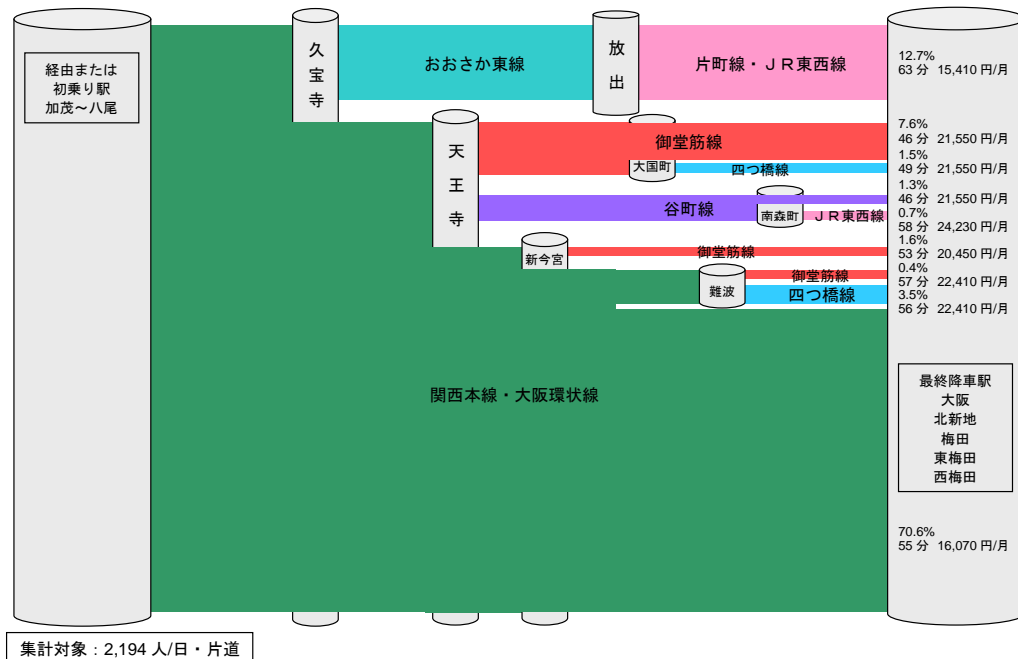 経由または
初乗り駅
加茂～八尾
久宝寺
おおさか東線
放出
片町線・ＪＲ東西線
12.7%
63 分 15,410 円/月
天王寺
御堂筋線
大国町
四つ橋線
7.6%
46 分 21,550 円/月
1.5%
49 分 21,550 円/月
谷町線
南森町
ＪＲ東西線
1.3%
46 分 21,550 円/月
0.7%
58 分 24,230 円/月
新今宮
御堂筋線
1.6%
53 分 20,450 円/月
難波
御堂筋線
四つ橋線
0.4%
57 分 22,410 円/月
3.5%
56 分 22,410 円/月
関西本線・大阪環状線
最終降車駅
大阪
北新地
梅田
東梅田
西梅田
70.6%
55 分 16,070 円/月
集計対象：2,194 人/日・片道